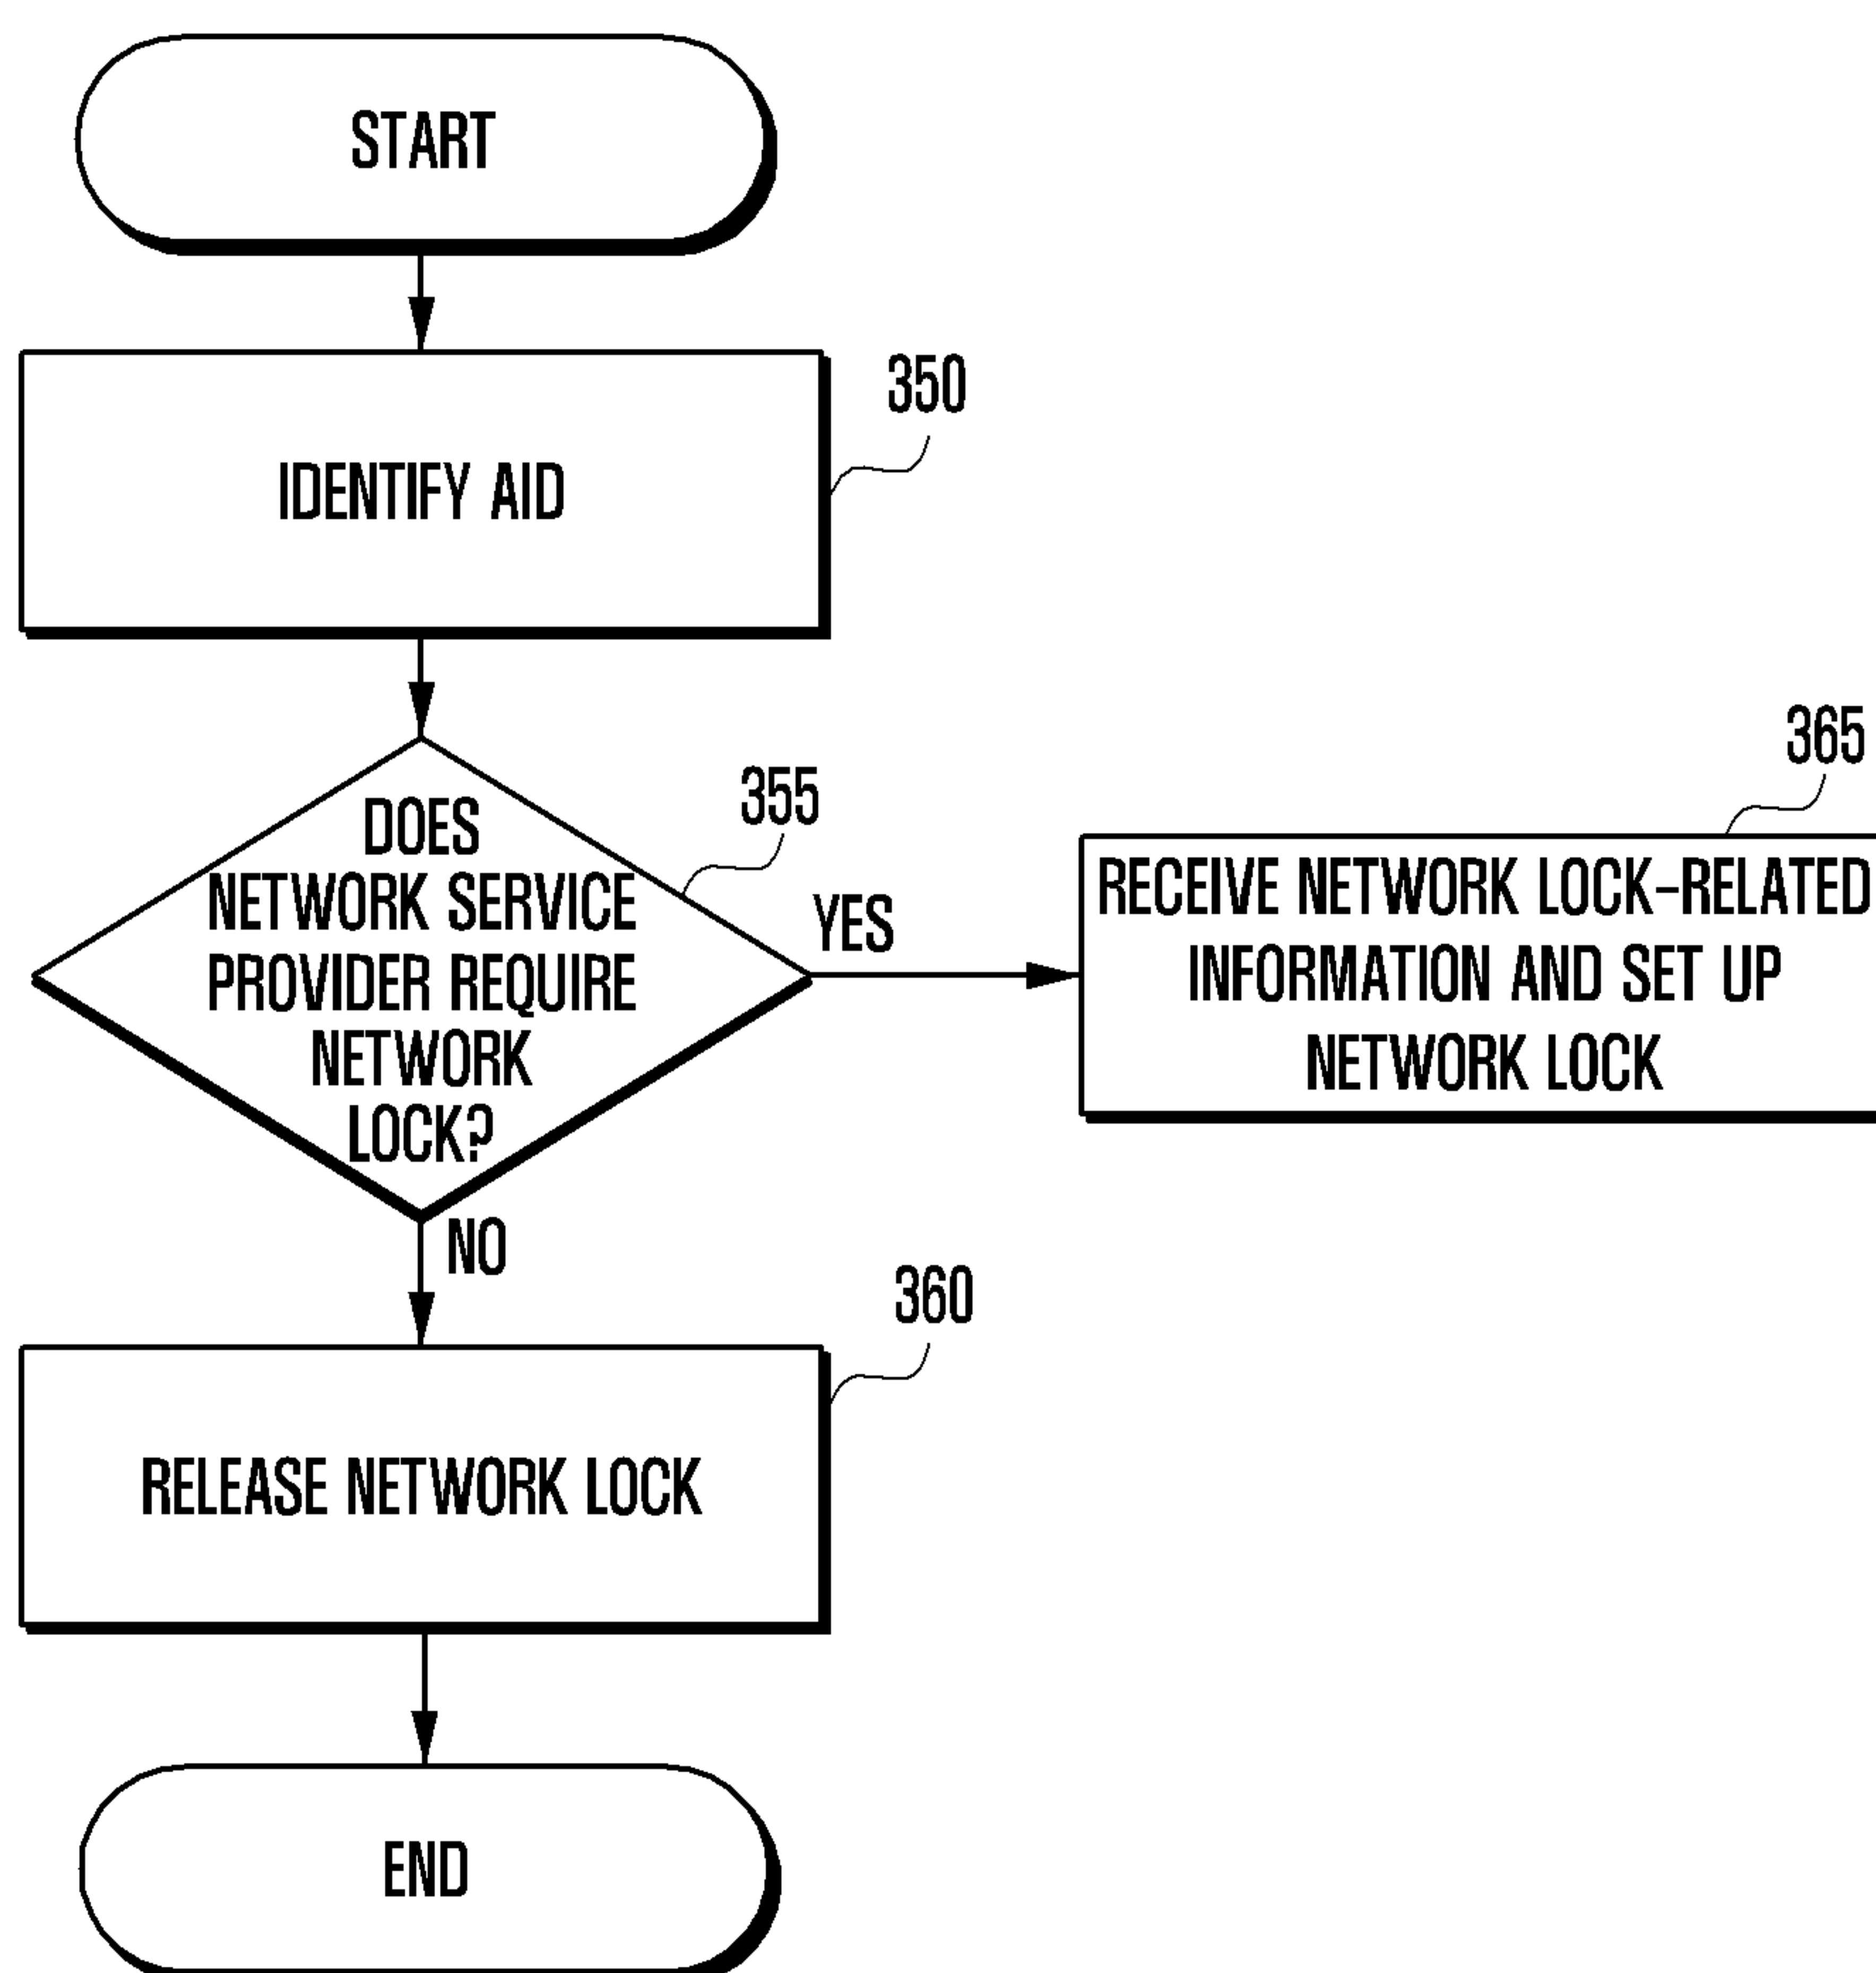 START
350
IDENTIFY AID
355
DOES
NETWORK SERVICE
PROVIDER REQUIRE
NETWORK
LOCK?
YES
365
RECEIVE NETWORK LOCK-RELATED
INFORMATION AND SET UP
NETWORK LOCK
NO
360
RELEASE NETWORK LOCK
END